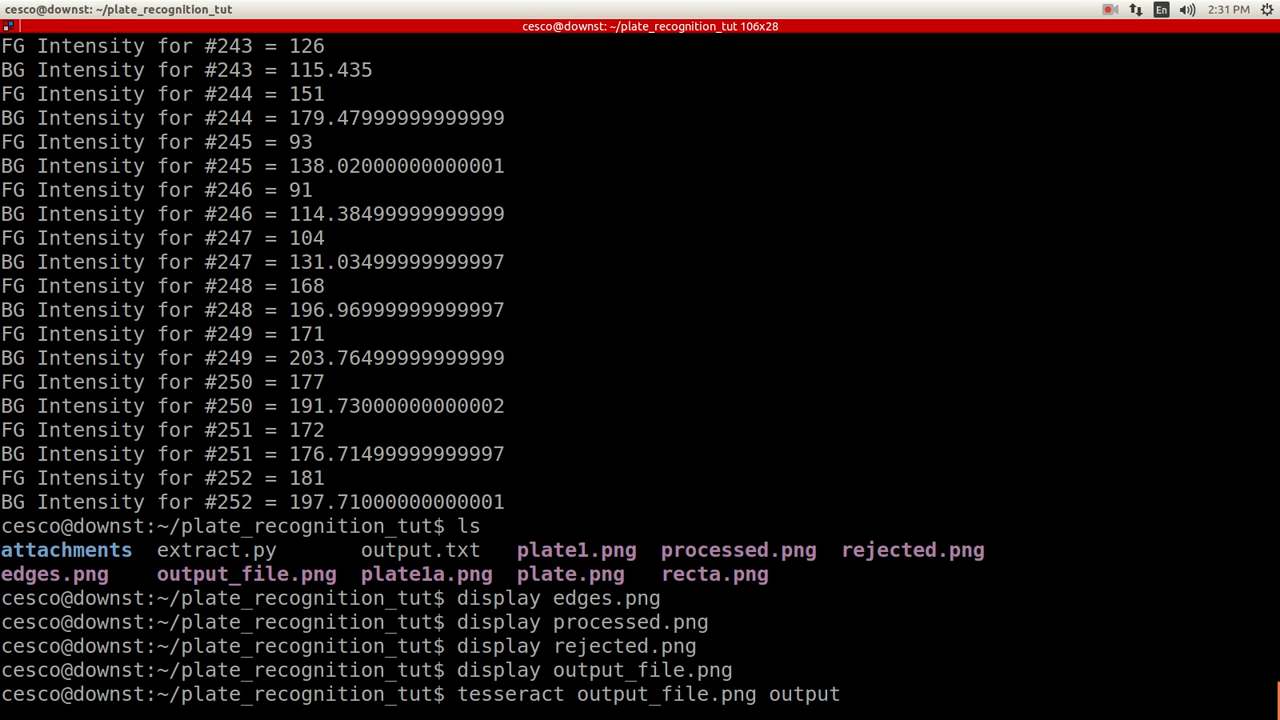 cesco@downst: ~/plate_recognition_tut
En
2:31 PM
cesco@downst: ~/plate_recognition_tut 106x28
FG Intensity for #243 = 126
BG Intensity for #243 = 115.435
FG Intensity for #244 = 151
BG Intensity for #244 = 179.47999999999999
FG Intensity for #245 = 93
BG Intensity for #245 = 138.02000000000001
FG Intensity for #246 = 91
BG Intensity for #246 = 114.38499999999999
FG Intensity for #247 = 104
BG Intensity for #247 = 131.03499999999997
FG Intensity for #248 = 168
BG Intensity for #248 = 196.96999999999997
FG Intensity for #249 = 171
BG Intensity for #249 = 203.76499999999999
FG Intensity for #250 = 177
BG Intensity for #250 = 191.73000000000002
FG Intensity for #251 = 172
BG Intensity for #251 = 176.71499999999997
FG Intensity for #252 = 181
BG Intensity for #252 = 197.71000000000001
cesco@downst:~/plate_recognition_tut$ ls
attachments extract.py output.txt plate1.png processed.png rejected.png
edges.png output_file.png plate1a.png plate.png recta.png
cesco@downst:~/plate_recognition_tut$ display edges.png
cesco@downst:~/plate_recognition_tut$ display processed.png
cesco@downst:~/plate_recognition_tut$ display rejected.png
cesco@downst:~/plate_recognition_tut$ display output_file.png
cesco@downst:~/plate_recognition_tut$ tesseract output_file.png output